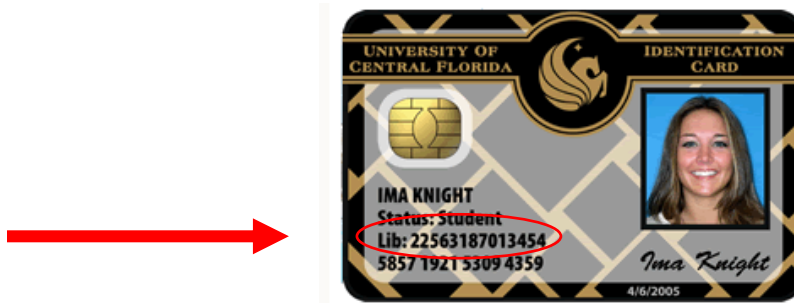 UNIVERSITY OF
CENTRAL FLORIDA
IDENTIFICATION
CARD
IMA KNIGHT
Status: Student
Lib: 22563187013454
5857 1921 5309 4359
Ima Knight
4/6/2005